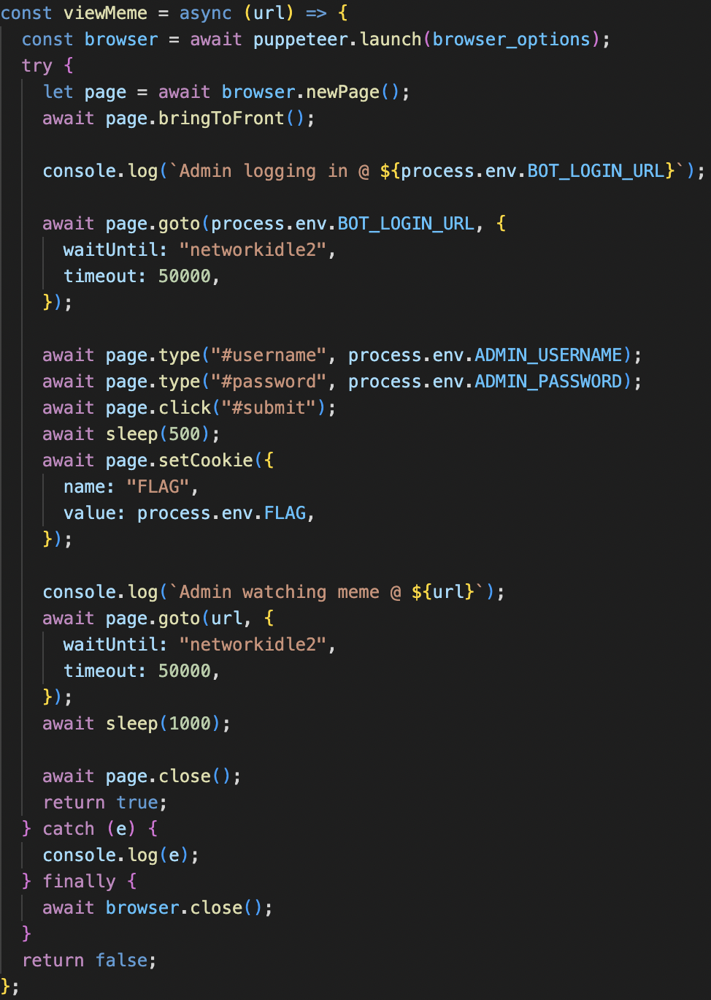 const viewMeme = async (url) => {
  const browser = await puppeteer.launch(browser_options);
  try {
    let page = await browser.newPage();
    await page.bringToFront();

    console.log(`Admin logging in @ ${process.env.BOT_LOGIN_URL}`);

    await page.goto(process.env.BOT_LOGIN_URL, {
      waitUntil: "networkidle2",
      timeout: 50000,
    });

    await page.type("#username", process.env.ADMIN_USERNAME);
    await page.type("#password", process.env.ADMIN_PASSWORD);
    await page.click("#submit");
    await sleep(500);
    await page.setCookie({
      name: "FLAG",
      value: process.env.FLAG,
    });

    console.log(`Admin watching meme @ ${url}`);
    await page.goto(url, {
      waitUntil: "networkidle2",
      timeout: 50000,
    });
    await sleep(1000);

    await page.close();
    return true;
  } catch (e) {
    console.log(e);
  } finally {
    await browser.close();
  }
  return false;
};